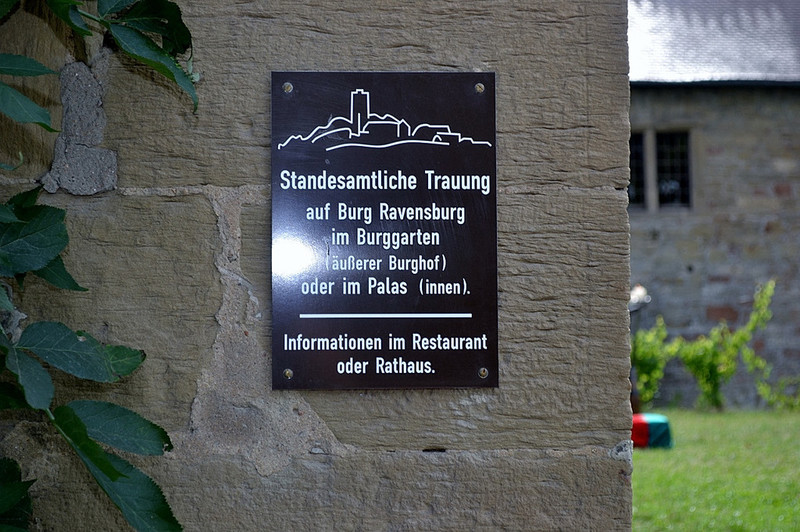 Standesamtliche Trauung
auf Burg Ravensburg
im Burggarten
(äußerer Burghof)
oder im Palas (innen).
Informationen im Restaurant
oder Rathaus.